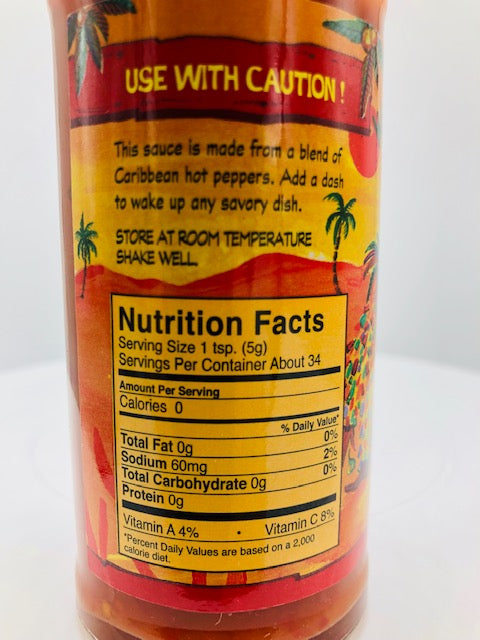 USE WITH CAUTION!
This sauce is made from a blend of
Caribbean hot peppers. Add a dash
to wake up any savory dish.
STORE AT ROOM TEMPERATURE
SHAKE WELL.
Nutrition Facts
Serving Size 1 tsp. (5g)
Servings Per Container About 34
Amount Per Serving
Calories 0
% Daily Value*
Total Fat 0g 0%
Sodium 60mg 2%
Total Carbohydrate 0g 0%
Protein 0g
Vitamin A 4% • Vitamin C 8%
*Percent Daily Values are based on a 2,000
calorie diet.